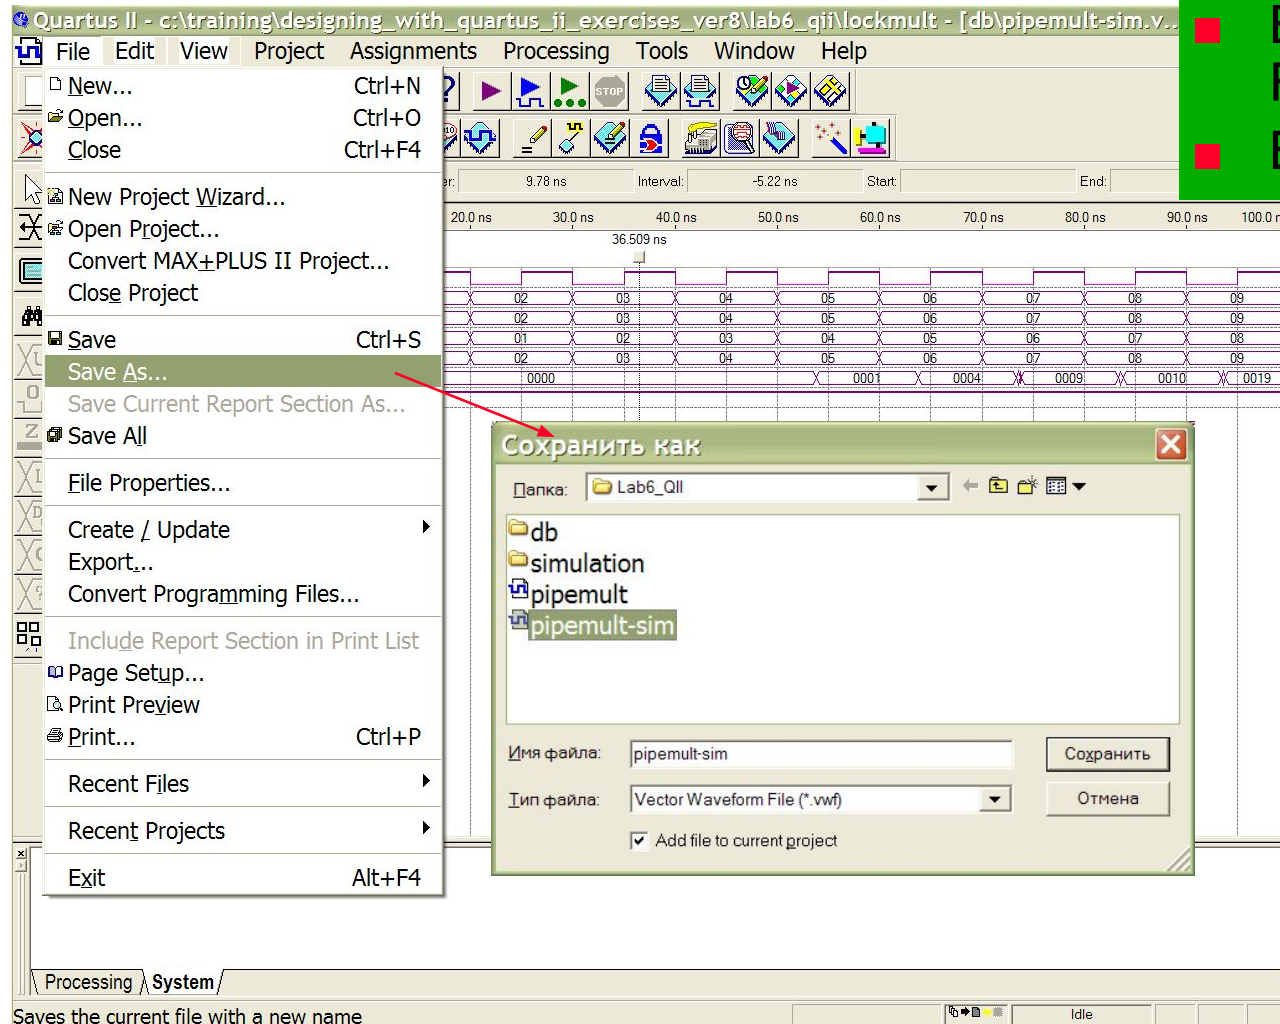 Quartus II - c:\training\designing_with_quartus_ii_exercises_ver8\lab6_qii\lockmult - [db\pipemult-sim.v...
File Edit View Project Assignments Processing Tools Window Help
New... Ctrl+N
Open... Ctrl+O
Close Ctrl+F4
New Project Wizard...
Open Project...
Convert MAX+PLUS II Project...
Close Project
Save Ctrl+S
Save As...
Save Current Report Section As...
Save All
File Properties...
Create / Update
Export...
Convert Programming Files...
Include Report Section in Print List
Page Setup...
Print Preview
Print... Ctrl+P
Recent Files
Recent Projects
Exit Alt+F4
STOP
9.78 ns Interval: -5.22 ns Start: End:
20.0 ns 30.0 ns 40.0 ns 50.0 ns 60.0 ns 70.0 ns 80.0 ns 90.0 ns 100.0 n
36.509 ns
02 03 04 05 06 07 08 09
02 03 04 05 06 07 08 09
01 02 03 04 05 06 07 08
02 03 04 05 06 07 08 09
0000 0001 0004 0009 0010 0019
Сохранить как
Папка: Lab6_QII
db
simulation
pipemult
pipemult-sim
Имя файла: pipemult-sim Сохранить
Тип файла: Vector Waveform File (*.vwf) Отмена
Add file to current project
Processing System
Saves the current file with a new name Idle